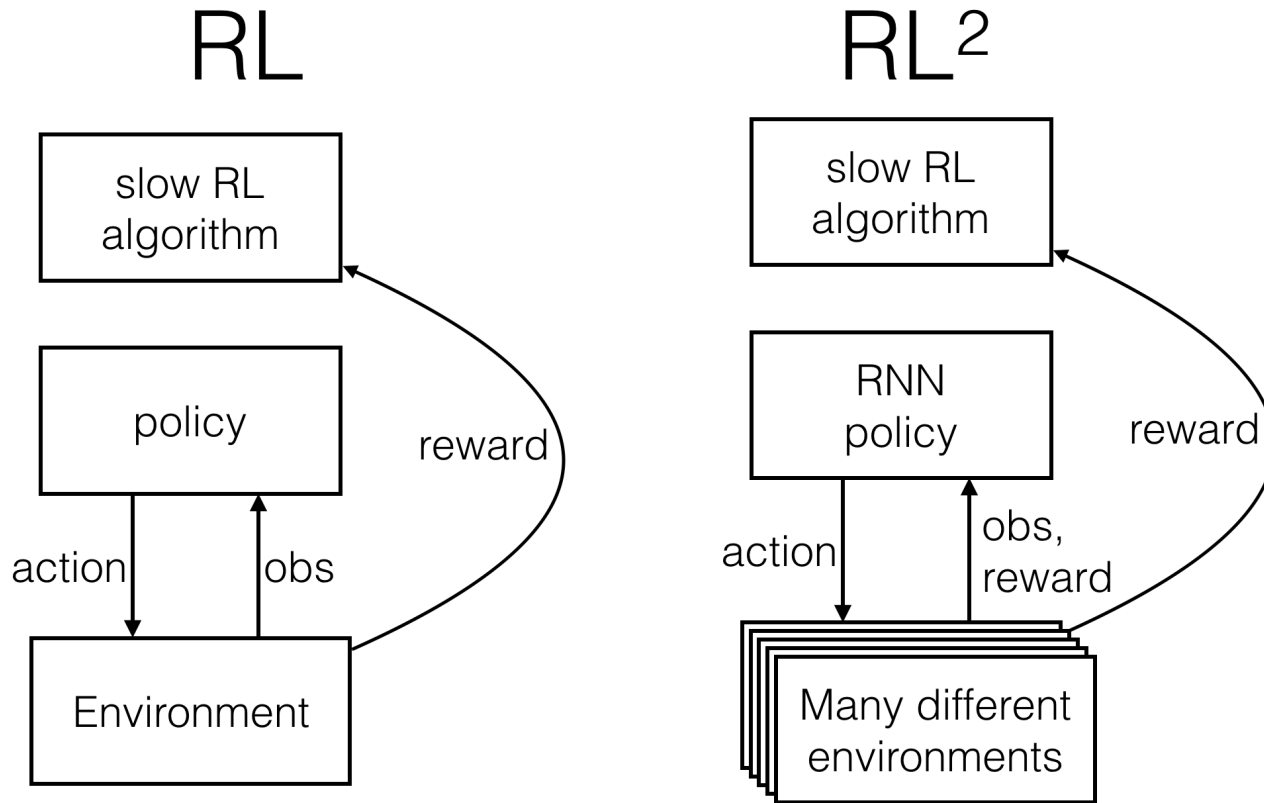 RL
slow RL
algorithm
policy
reward
action
obs
Environment
RL²
slow RL
algorithm
RNN
policy
reward
action
obs,
reward
Many different
environments